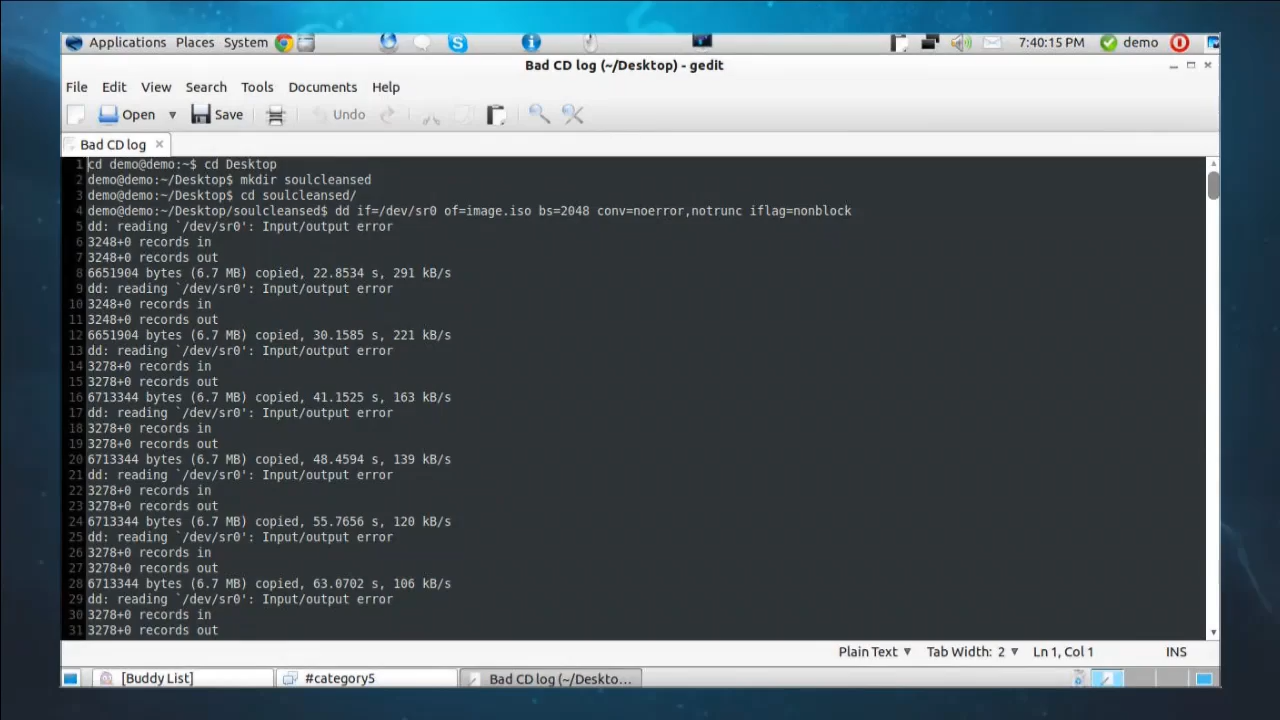 Applications Places System 7:40:15 PM demo
Bad CD log (~/Desktop) - gedit
File Edit View Search Tools Documents Help
Open Save Undo
Bad CD log
1 cd demo@demo:~$ cd Desktop
2 demo@demo:~/Desktop$ mkdir soulcleansed
3 demo@demo:~/Desktop$ cd soulcleansed/
4 demo@demo:~/Desktop/soulcleansed$ dd if=/dev/sr0 of=image.iso bs=2048 conv=noerror,notrunc iflag=nonblock
5 dd: reading `/dev/sr0': Input/output error
6 3248+0 records in
7 3248+0 records out
8 6651904 bytes (6.7 MB) copied, 22.8534 s, 291 kB/s
9 dd: reading `/dev/sr0': Input/output error
10 3248+0 records in
11 3248+0 records out
12 6651904 bytes (6.7 MB) copied, 30.1585 s, 221 kB/s
13 dd: reading `/dev/sr0': Input/output error
14 3278+0 records in
15 3278+0 records out
16 6713344 bytes (6.7 MB) copied, 41.1525 s, 163 kB/s
17 dd: reading `/dev/sr0': Input/output error
18 3278+0 records in
19 3278+0 records out
20 6713344 bytes (6.7 MB) copied, 48.4594 s, 139 kB/s
21 dd: reading `/dev/sr0': Input/output error
22 3278+0 records in
23 3278+0 records out
24 6713344 bytes (6.7 MB) copied, 55.7656 s, 120 kB/s
25 dd: reading `/dev/sr0': Input/output error
26 3278+0 records in
27 3278+0 records out
28 6713344 bytes (6.7 MB) copied, 63.0702 s, 106 kB/s
29 dd: reading `/dev/sr0': Input/output error
30 3278+0 records in
31 3278+0 records out
Plain Text Tab Width: 2 Ln 1, Col 1 INS
[Buddy List] #category5 Bad CD log (~/Deskto...